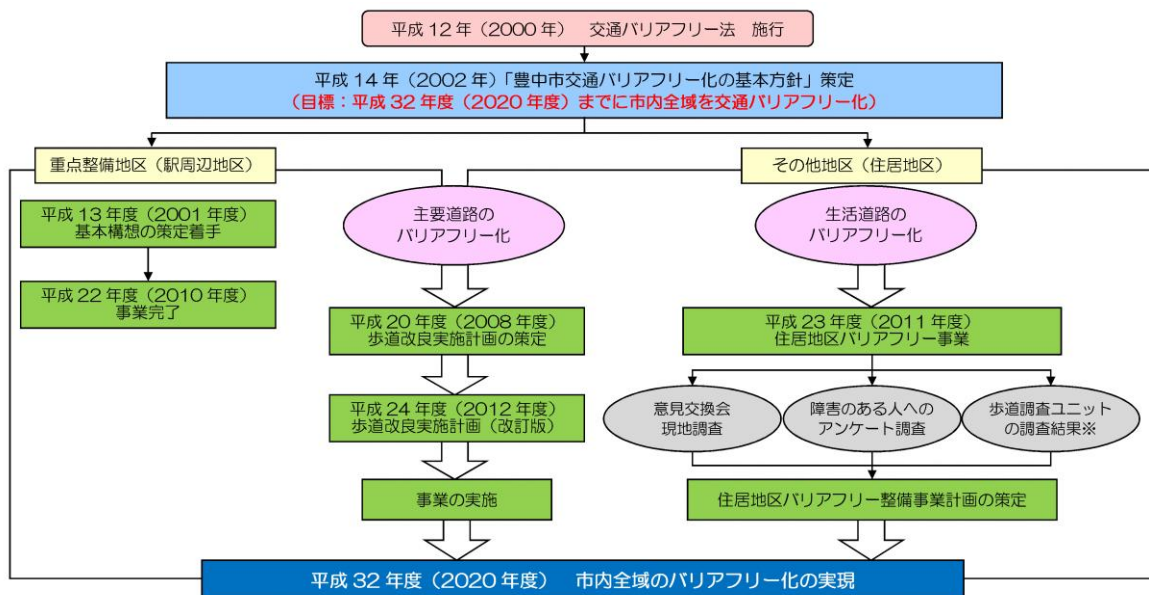 平成12年（2000年）　交通バリアフリー法　施行
平成14年（2002年）「豊中市交通バリアフリー化の基本方針」策定
（目標：平成32年度（2020年度）までに市内全域を交通バリアフリー化）
重点整備地区（駅周辺地区）
その他地区（住居地区）
平成13年度（2001年度）
基本構想の策定着手
平成22年度（2010年度）
事業完了
主要道路の
バリアフリー化
平成20年度（2008年度）
歩道改良実施計画の策定
平成24年度（2012年度）
歩道改良実施計画（改訂版）
事業の実施
生活道路の
バリアフリー化
平成23年度（2011年度）
住居地区バリアフリー事業
意見交換会
現地調査
障害のある人への
アンケート調査
歩道調査ユニット
の調査結果※
住居地区バリアフリー整備事業計画の策定
平成32年度（2020年度）　市内全域のバリアフリー化の実現